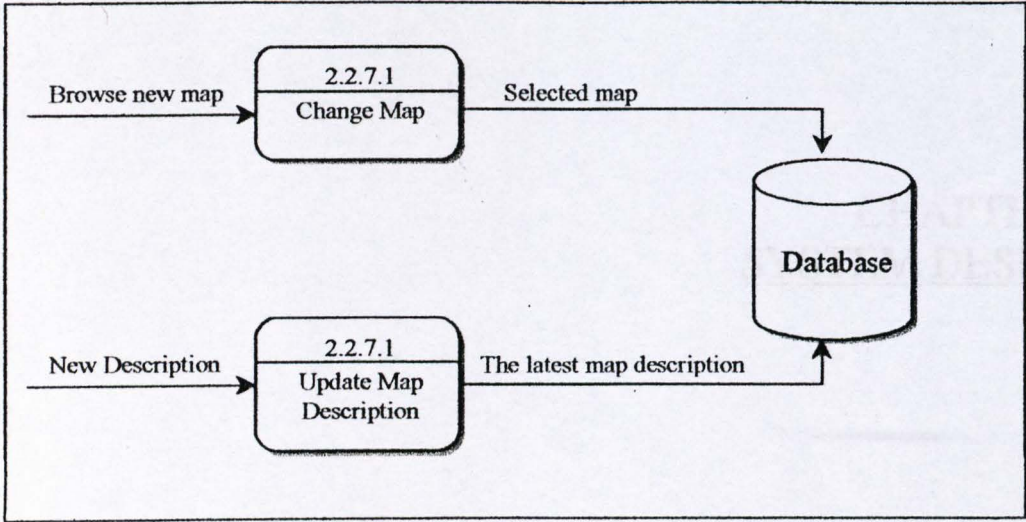 2.2.7.1
Browse new map
Change Map
Selected map
Database
2.2.7.1
New Description
Update Map
Description
The latest map description